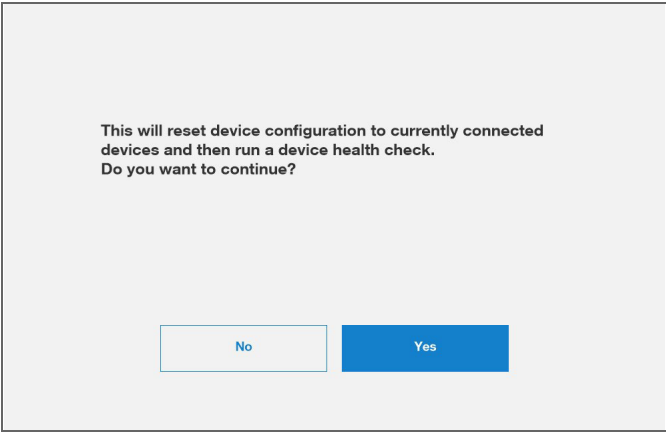 This will reset device configuration to currently connected
devices and then run a device health check.
Do you want to continue?
No
Yes